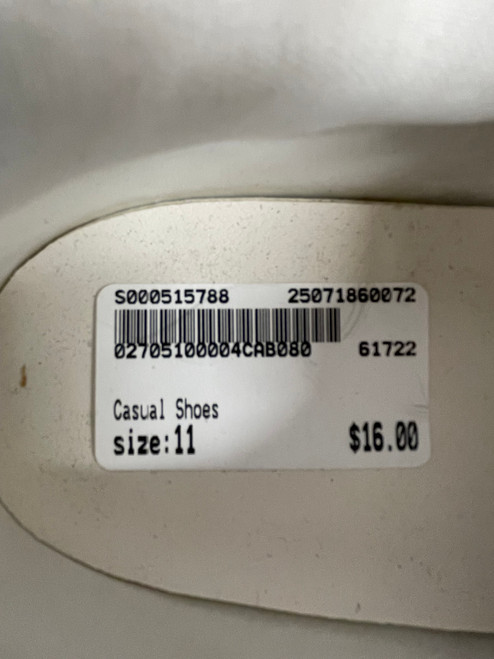 S000515788 25071860072
02705100004CAB080 61722
Casual Shoes
size:11 $16.00